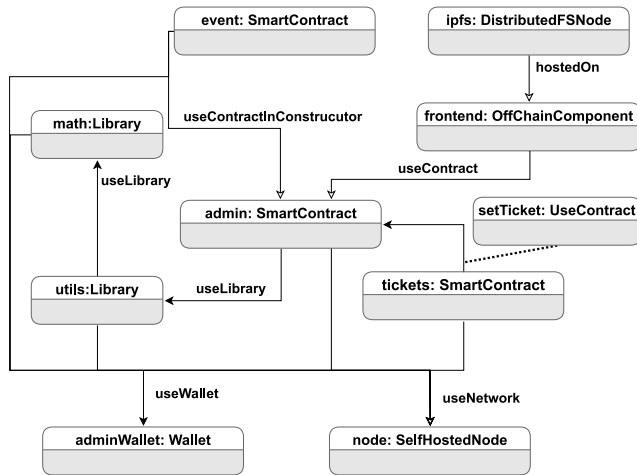 event: SmartContract
ipfs: DistributedFSNode
hostedOn
math:Library
useContractInConstrucutor
frontend: OffChainComponent
useContract
useLibrary
admin: SmartContract
setTicket: UseContract
utils:Library
useLibrary
tickets: SmartContract
useWallet
useNetwork
adminWallet: Wallet
node: SelfHostedNode